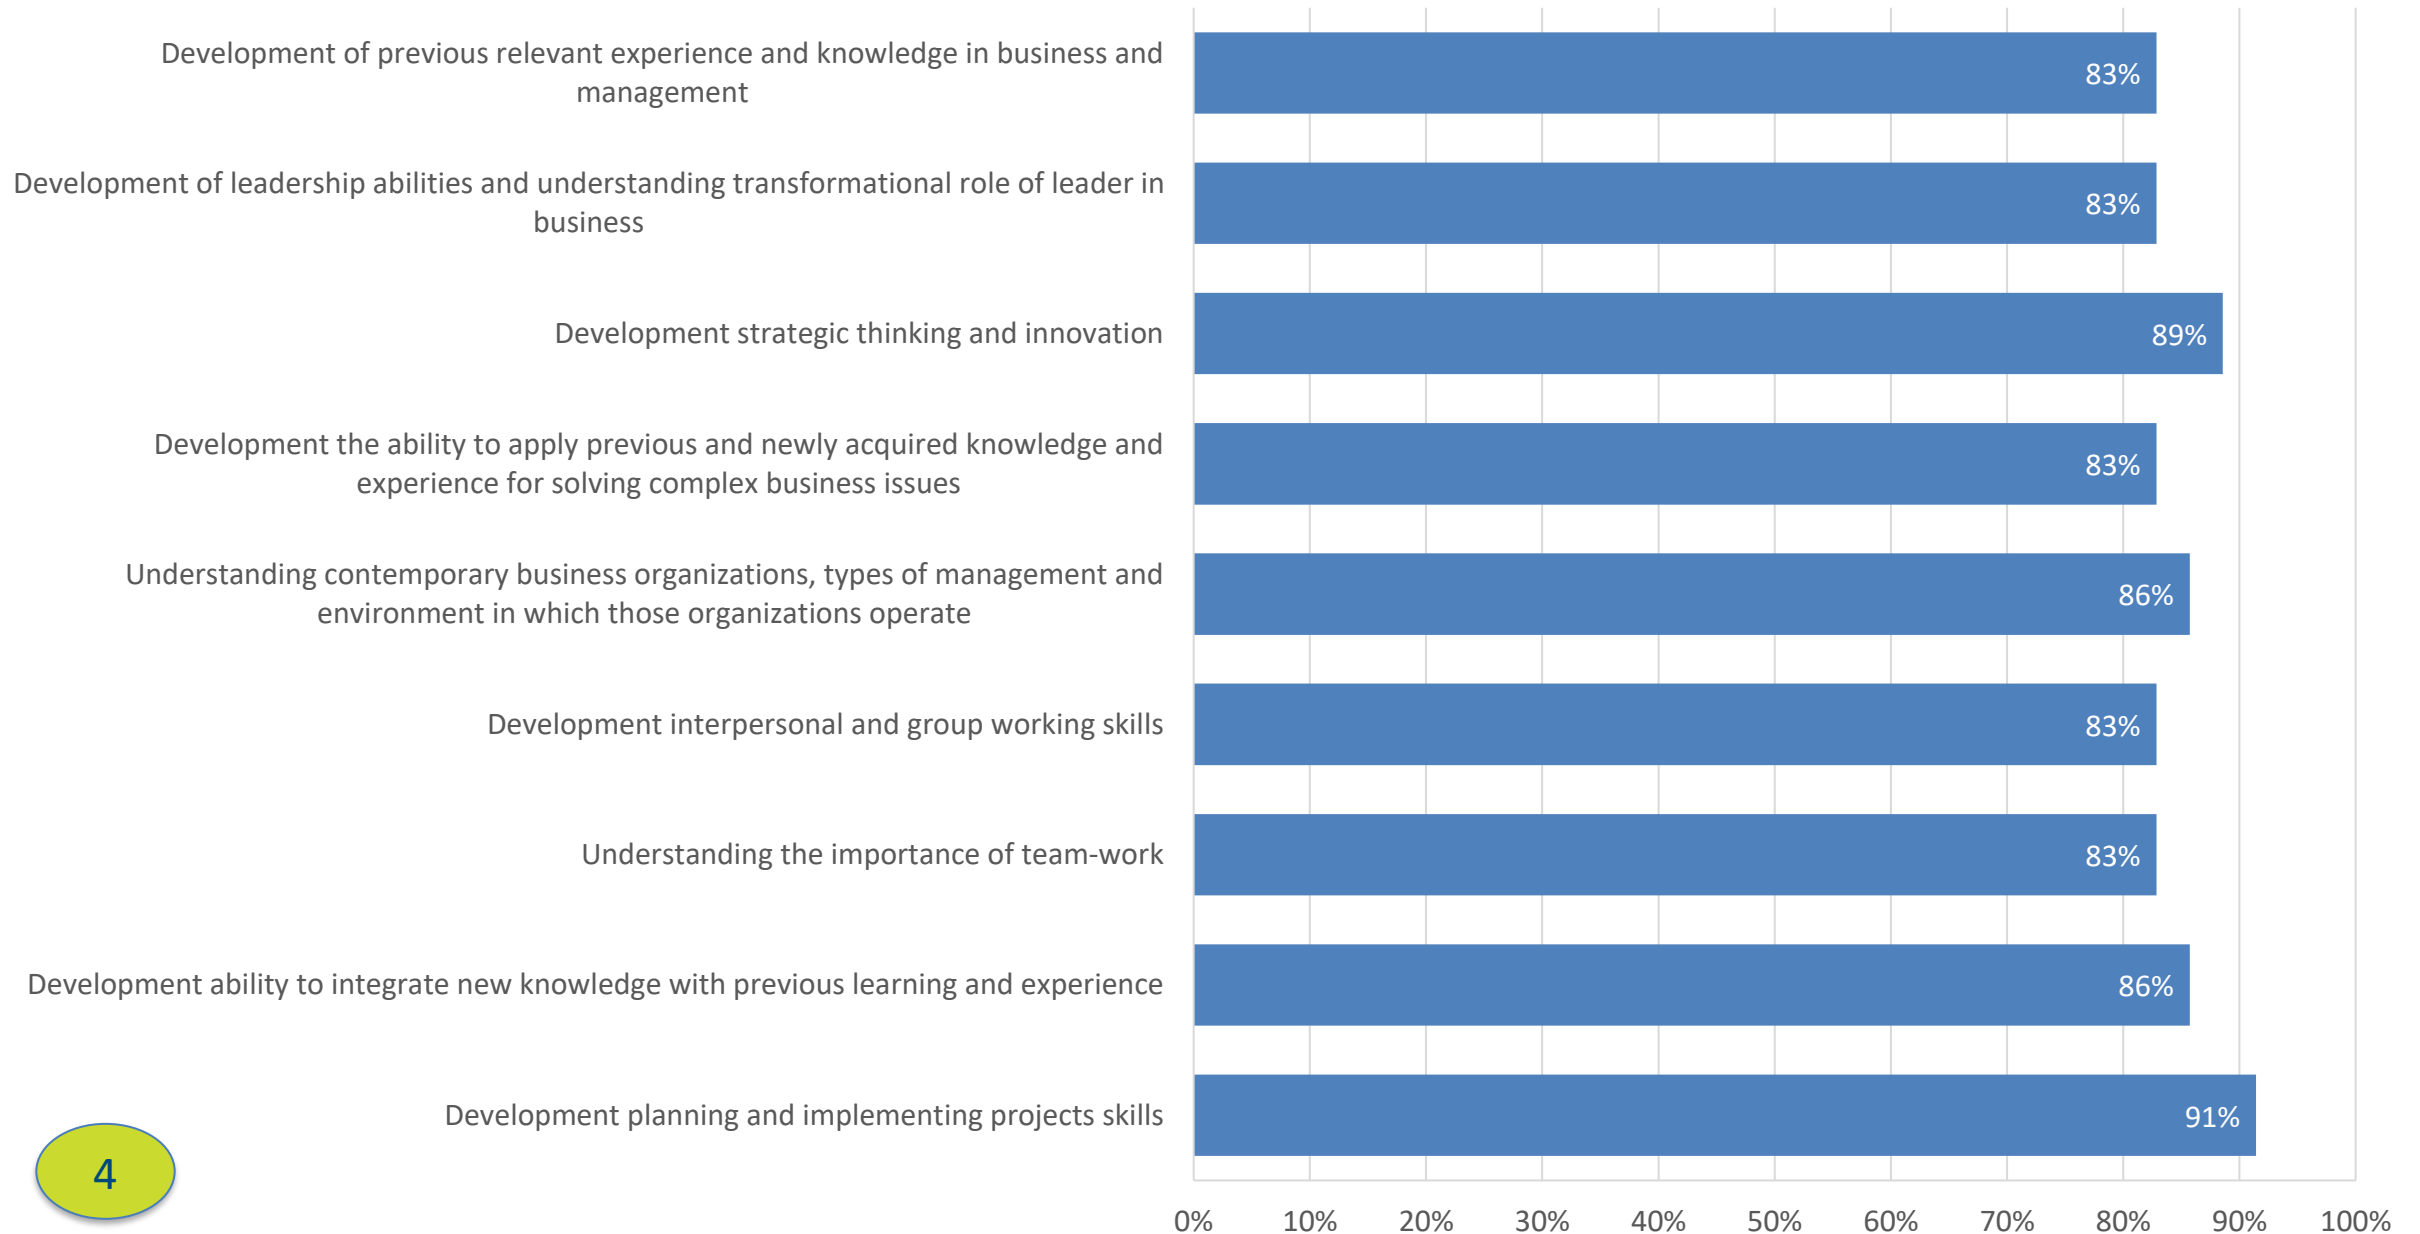 Development of previous relevant experience and knowledge in business and
management
83%
Development of leadership abilities and understanding transformational role of leader in
business
83%
Development strategic thinking and innovation
89%
Development the ability to apply previous and newly acquired knowledge and
experience for solving complex business issues
83%
Understanding contemporary business organizations, types of management and
environment in which those organizations operate
86%
Development interpersonal and group working skills
83%
Understanding the importance of team-work
83%
Development ability to integrate new knowledge with previous learning and experience
86%
Development planning and implementing projects skills
91%
4
0% 10% 20% 30% 40% 50% 60% 70% 80% 90% 100%